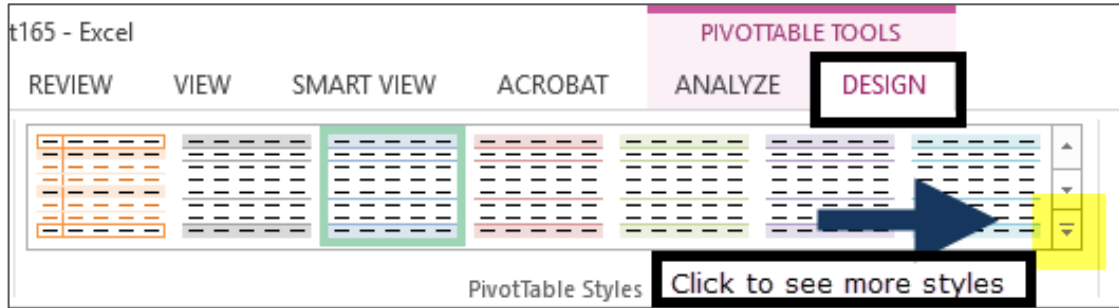 t165 - Excel PIVOTTABLE TOOLS
REVIEW VIEW SMART VIEW ACROBAT ANALYZE DESIGN
PivotTable Styles Click to see more styles